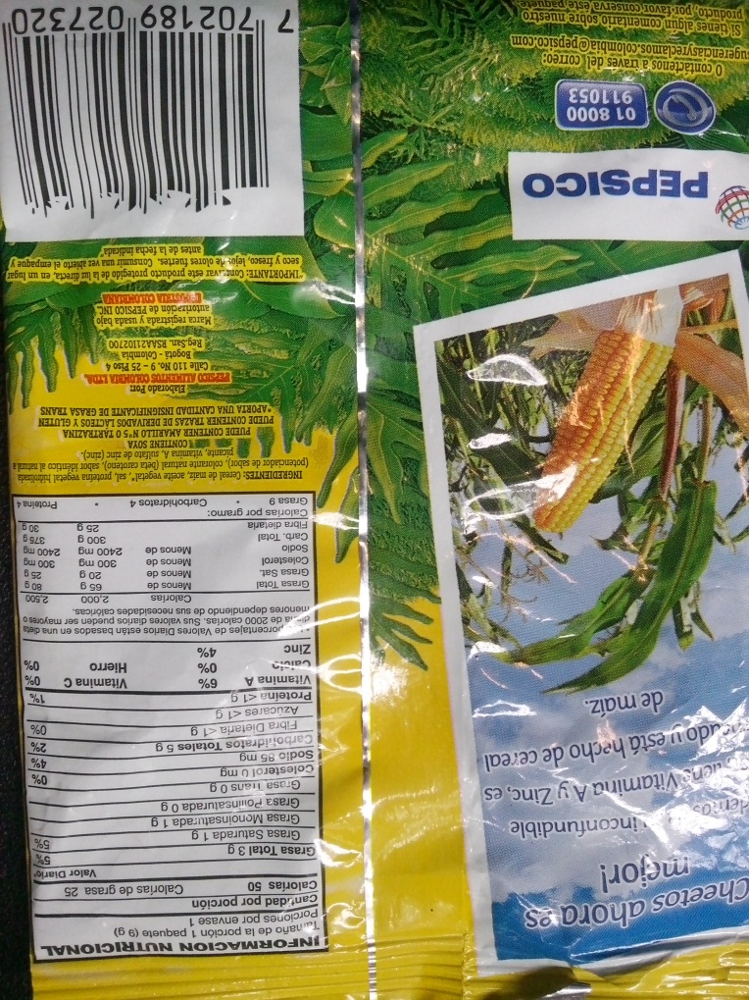 INFORMACION NUTRICIONAL
Tamaño de la porción 1 paquete (9 g)
Porciones por envase 1
Cantidad por porción
Calorías 50 Calorías de grasa 25
Valor Diario*
Grasa Total 3 g 5%
Grasa Saturada 1 g 5%
Grasa Monoinsaturada 1 g
Grasa Poliinsaturada 0 g
Grasa Trans 0 g
Colesterol 0 mg 0%
Sodio 85 mg 4%
Carbohidratos Totales 5 g 2%
Fibra Dietaria <1 g 0%
Azúcares <1 g
Proteína <1 g 1%
Vitamina A 6% Vitamina C 0%
Calcio 0% Hierro 0%
Zinc 4%
porcentajes de Valores Diarios están basados en una dieta
de 2000 calorías. Sus valores diarios pueden ser mayores o
menores dependiendo de sus necesidades calóricas.
Calorías 2,000 2,500
Grasa Total Menos de 65 g 80 g
Grasa Sat. Menos de 20 g 25 g
Colesterol Menos de 300 mg 300 mg
Sodio Menos de 2400 mg 2400 mg
Carb. Total 300 g 375 g
Fibra dietaria 25 g 30 g
Calorías por gramo:
Grasa 9 • Carbohidratos 4 • Proteína 4
INGREDIENTES: Cereal de maíz, aceite vegetal*, sal, proteína vegetal hidrolizada
(potenciador de sabor), colorante natural (beta caroteno), sabor idéntico al natural a
picante, vitamina A, sulfato de zinc (zinc).
CONTIENE SOYA
PUEDE CONTENER AMARILLO N°5 O TARTRAZINA
PUEDE CONTENER TRAZAS DE DERIVADOS LACTEOS Y GLUTEN
*APORTA UNA CANTIDAD INSIGNIFICANTE DE GRASA TRANS
Elaborado Por:
PEPSICO ALIMENTOS COLOMBIA LTDA.
Calle 110 No. 9 – 25 Piso 4
Bogotá - Colombia
Reg.San. RSAA21102700
Marca registrada y usada bajo
autorización de PEPSICO INC.
INDUSTRIA COLOMBIANA
"IMPORTANTE: Conservar este producto protegido de la luz directa, en un lugar
seco y fresco, lejos de olores fuertes. Consumir una vez abierto el empaque y
antes de la fecha indicada
7 702189 027320
Cheetos ahora es
mejor!
inconfundible
Vitamina A y Zinc, es
y está hecho de cereal
de maíz.
PEPSICO
01 8000
911053
O contáctenos a través del correo:
sugerenciasyreclamos.colombia@pepsico.com
Si tienes algún comentario sobre nuestro
producto, por favor conserva este paquete